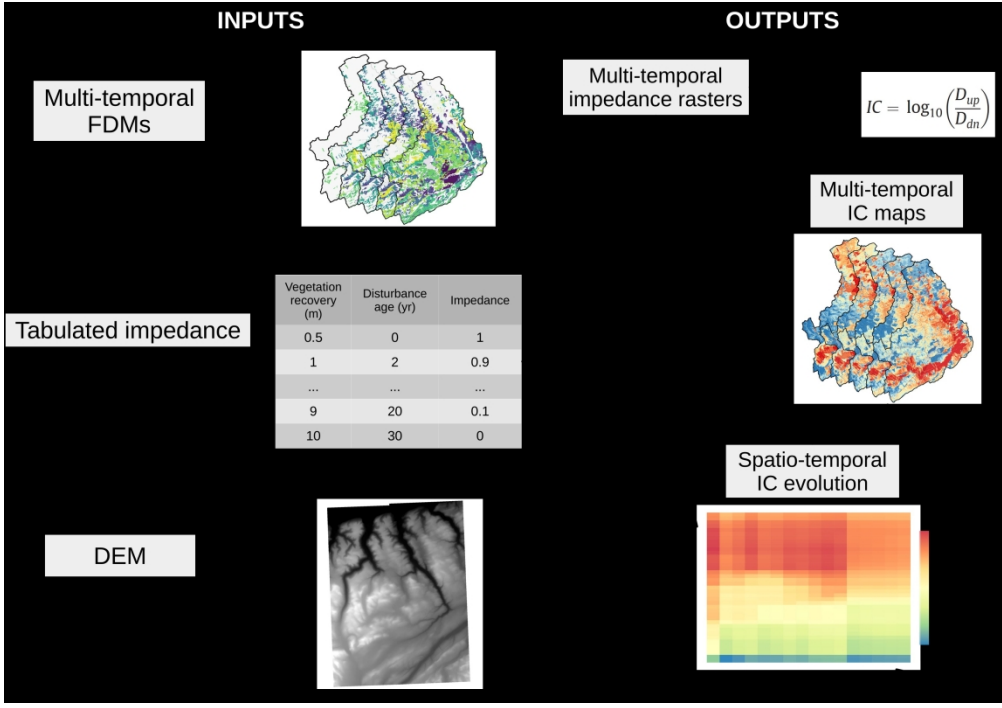 INPUTS
OUTPUTS
Multi-temporal
FDMs
Multi-temporal
impedance rasters
IC = log10 (Dup/Ddn)
Multi-temporal
IC maps
Tabulated impedance
Vegetation recovery (m) Disturbance age (yr) Impedance
0.5 0 1
1 2 0.9
... ... ...
9 20 0.1
10 30 0
Spatio-temporal
IC evolution
DEM